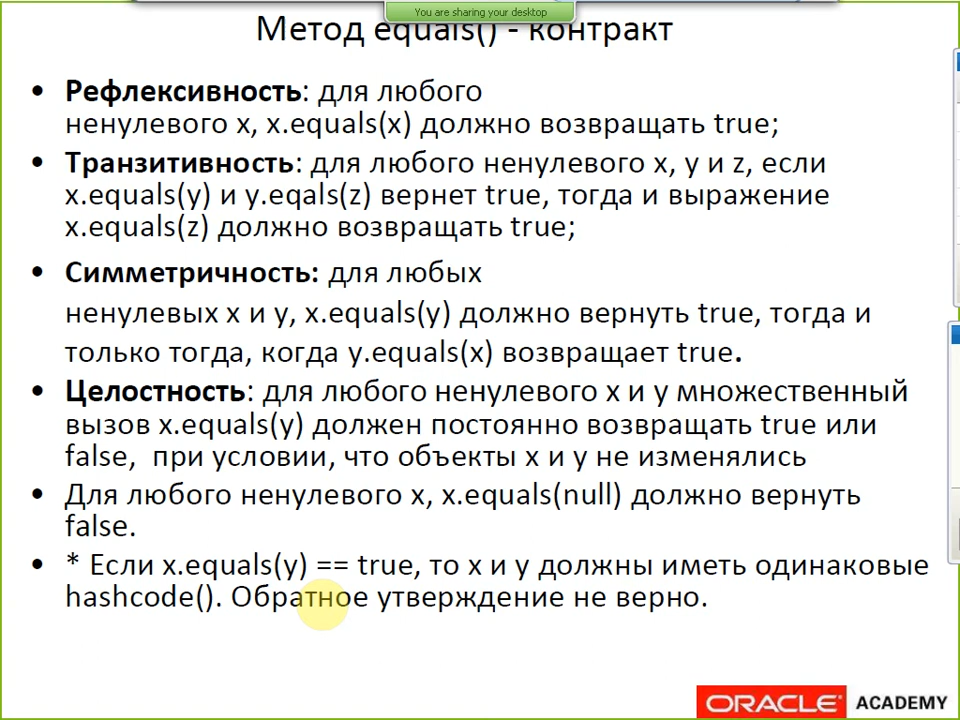 You are sharing your desktop
Метод equals() - контракт
• Рефлексивность: для любого
ненулевого x, x.equals(x) должно возвращать true;
• Транзитивность: для любого ненулевого x, y и z, если
x.equals(y) и y.eqals(z) вернет true, тогда и выражение
x.equals(z) должно возвращать true;
• Симметричность: для любых
ненулевых x и y, x.equals(y) должно вернуть true, тогда и
только тогда, когда y.equals(x) возвращает true.
• Целостность: для любого ненулевого x и y множественный
вызов x.equals(y) должен постоянно возвращать true или
false, при условии, что объекты x и y не изменялись
• Для любого ненулевого x, x.equals(null) должно вернуть
false.
• * Если x.equals(y) == true, то x и y должны иметь одинаковые
hashcode(). Обратное утверждение не верно.
ORACLE ACADEMY